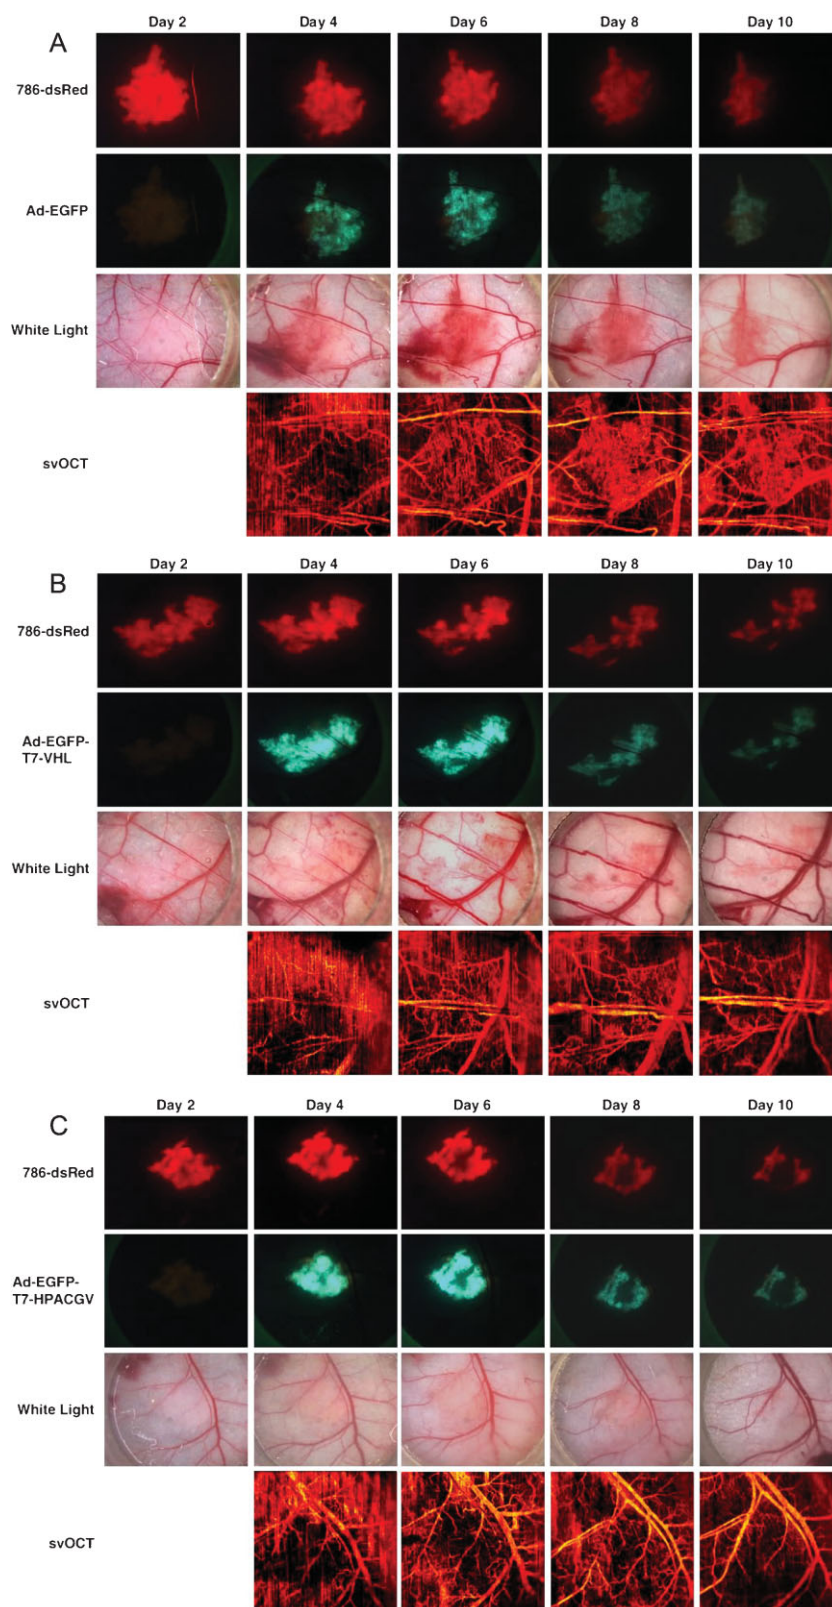 A
Day 2 Day 4 Day 6 Day 8 Day 10
786-dsRed
Ad-EGFP
White Light
svOCT
B
Day 2 Day 4 Day 6 Day 8 Day 10
786-dsRed
Ad-EGFP-
T7-VHL
White Light
svOCT
C
Day 2 Day 4 Day 6 Day 8 Day 10
786-dsRed
Ad-EGFP-
T7-HPACGV
White Light
svOCT